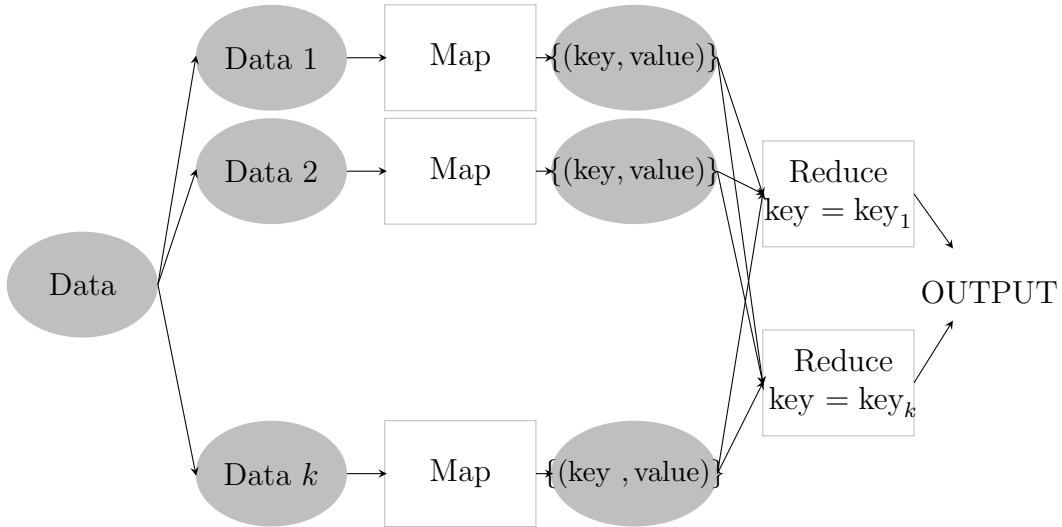 Data 1
Map
{(key, value)}
Data 2
Map
{(key, value)}
Reduce
key = key₁
Data
OUTPUT
Reduce
key = keₖ
Data k
Map
{(key , value)}